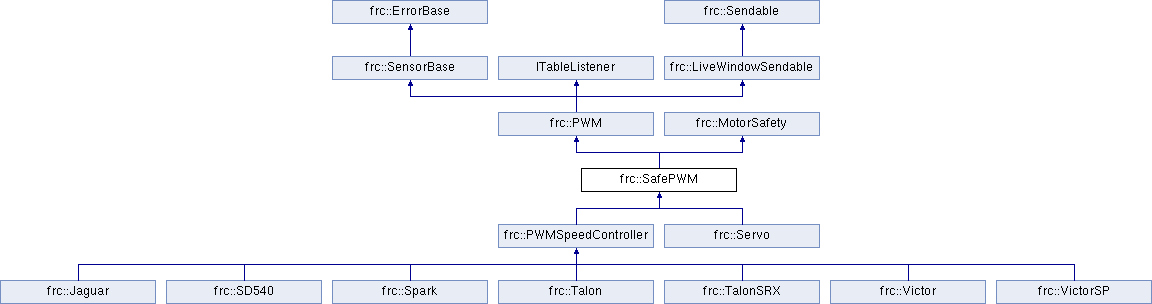 frc::ErrorBase
frc::Sendable
frc::SensorBase
ITableListener
frc::LiveWindowSendable
frc::PWM
frc::MotorSafety
frc::SafePWM
frc::PWMSpeedController
frc::Servo
frc::Jaguar
frc::SD540
frc::Spark
frc::Talon
frc::TalonSRX
frc::Victor
frc::VictorSP